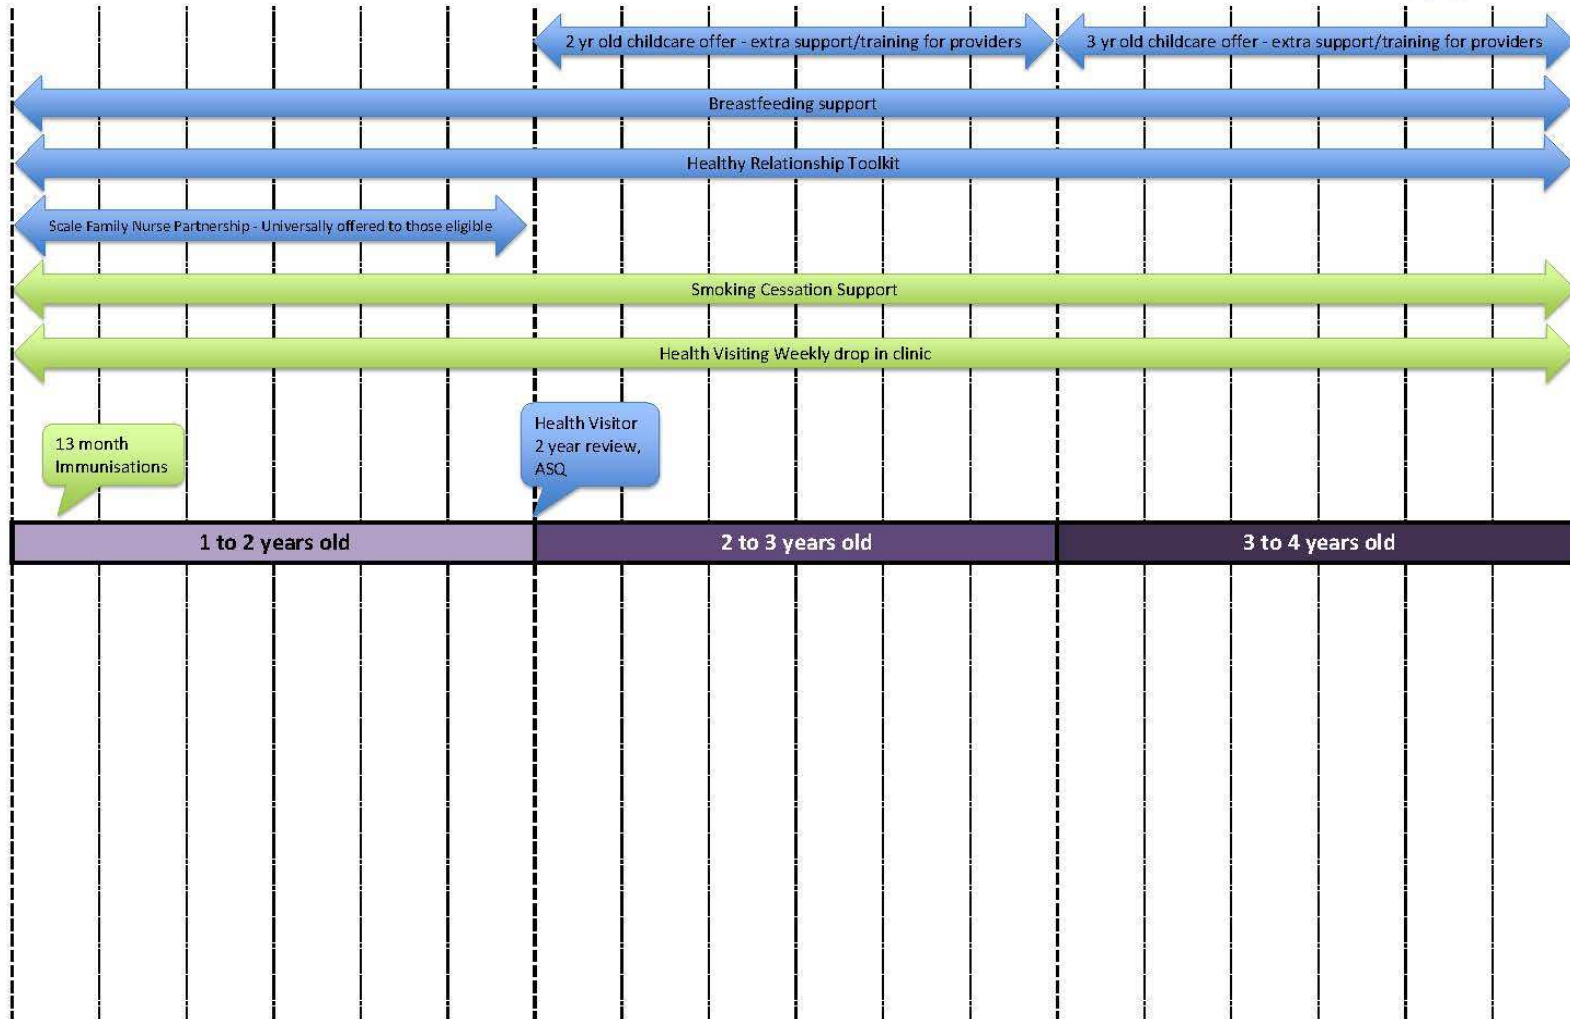 2 yr old childcare offer - extra support/training for providers
3 yr old childcare offer - extra support/training for providers
Breastfeeding support
Healthy Relationship Toolkit
Scale Family Nurse Partnership - Universally offered to those eligible
Smoking Cessation Support
Health Visiting Weekly drop in clinic
13 month
Immunisations
Health Visitor
2 year review,
ASQ
1 to 2 years old
2 to 3 years old
3 to 4 years old